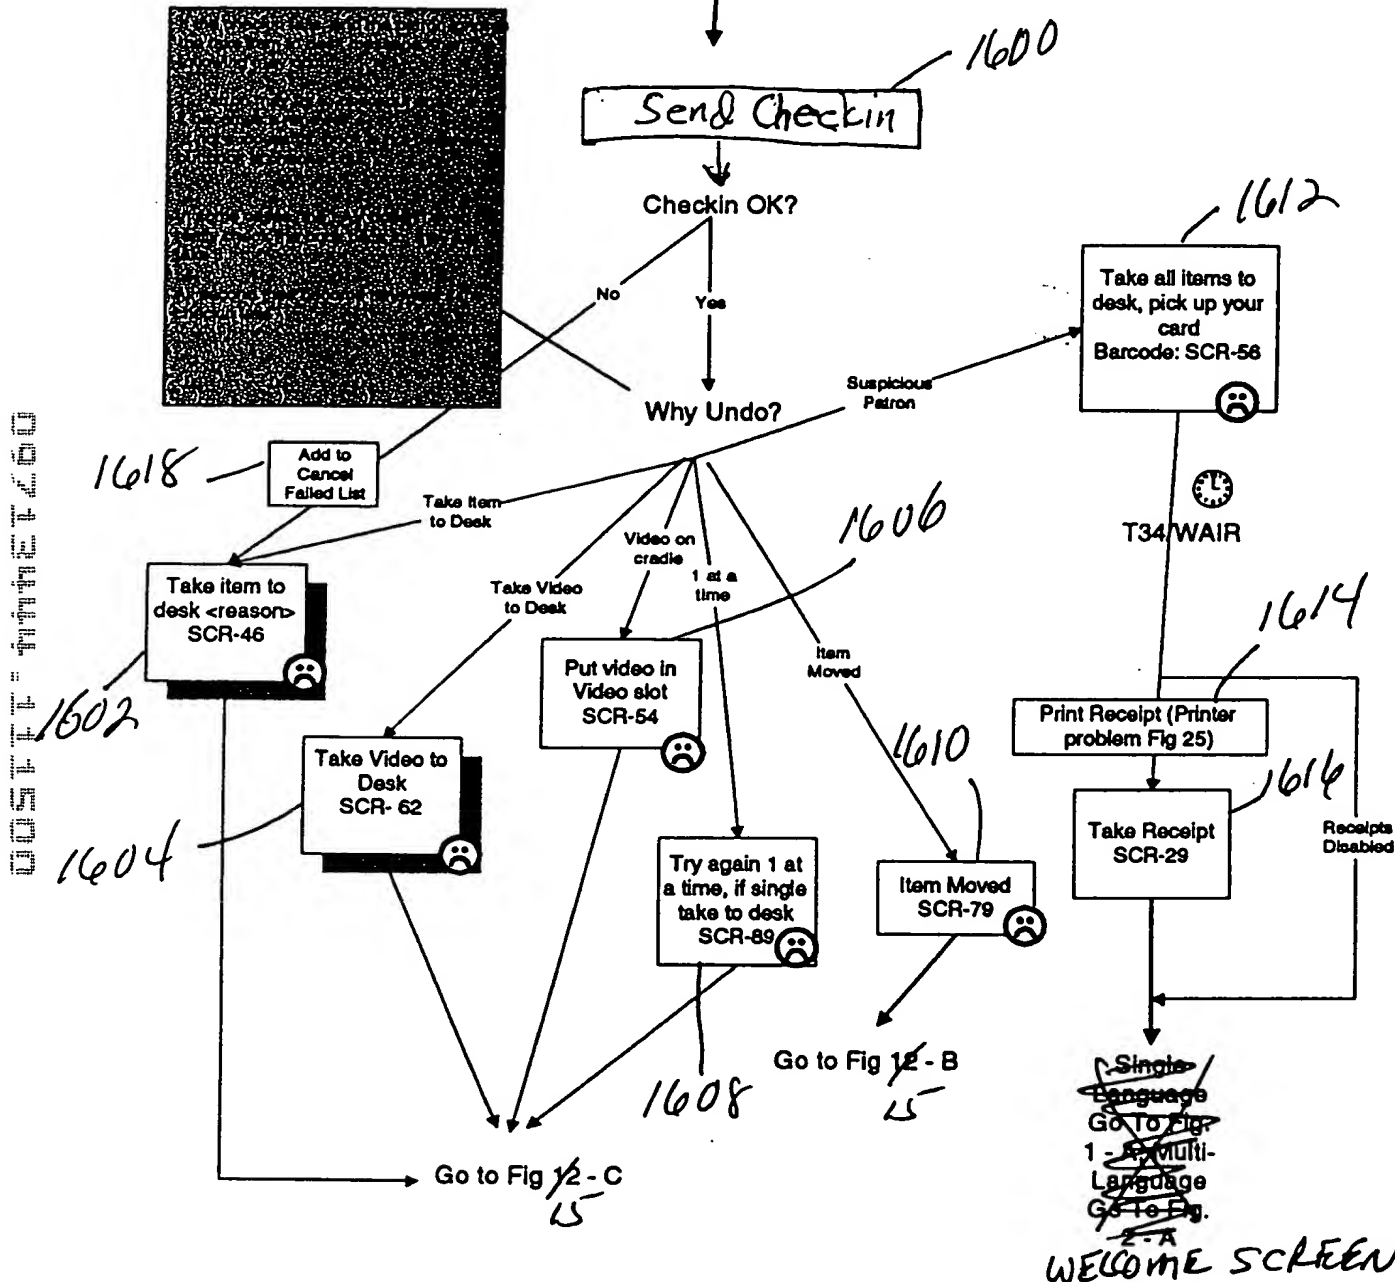 1600
Send Checkin
Checkin OK?
1612
No
Yes
Take all items to
desk, pick up your
card
Barcode: SCR-56
Suspicious
Patron
Why Undo?
1618
Add to
Cancel
Failed List
Take Item
to Desk
Video on
cradle
1606
T34/WAIR
Take item to
desk <reason>
SCR-46
Take Video
to Desk
1 at a
time
1614
1602
Put video in
Video slot
SCR-54
Item
Moved
Print Receipt (Printer
problem Fig 25)
Take Video to
Desk
SCR- 62
1610
1616
1604
Take Receipt
SCR-29
Receipts
Disabled
Try again 1 at
a time, if single
take to desk
SCR-89
Item Moved
SCR-79
Go to Fig 12 - B
15
1608
Single
Language
Go To Fig.
1 - A, Multi-
Language
Go To Fig.
2 - A
Go to Fig 12 - C
15
WELCOME SCREEN